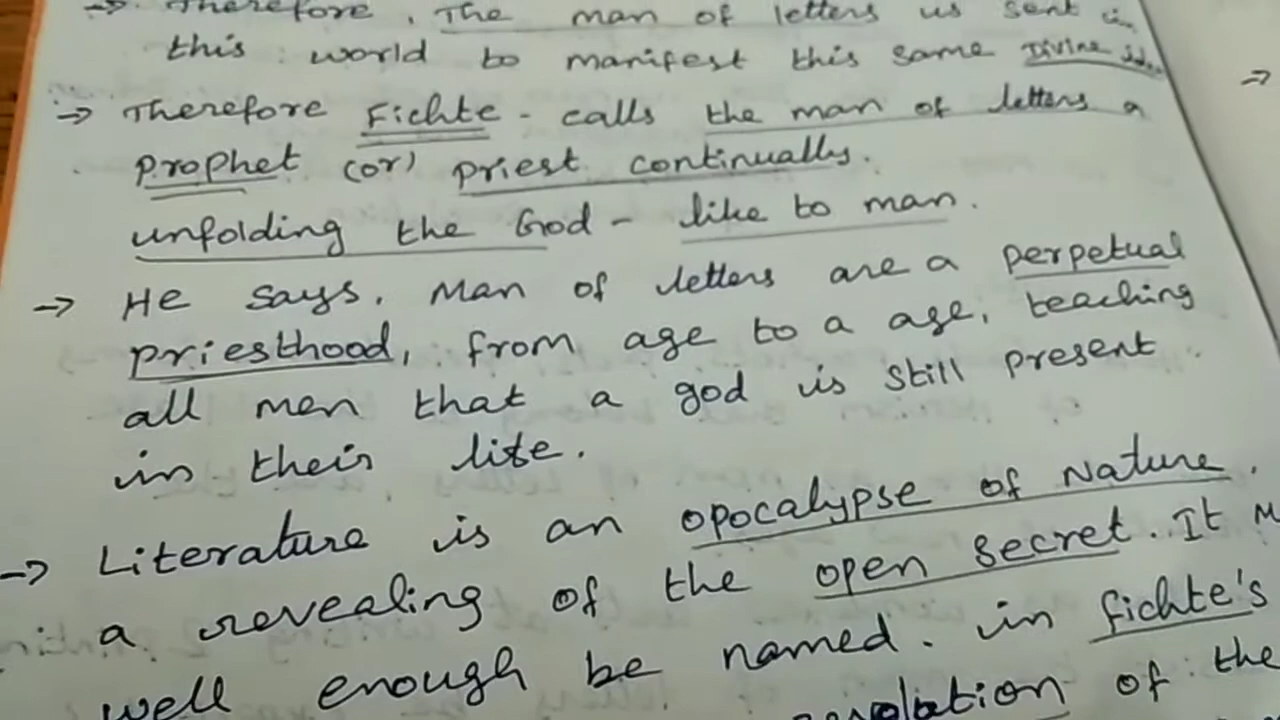 → Therefore, The man of letters us sent in
this world to manifest this same Divine
→ Therefore Fichte - calls the man of letters a
prophet (or) priest continually.
unfolding the God - like to man.
→ He says, Man of letters are a perpetual
priesthood, from age to a age, teaching
all men that a god is still present
in their life.
→ Literature is an opocalypse of Nature.
a revealing of the open secret. It
well enough be named. in fichte's
of the
⇒